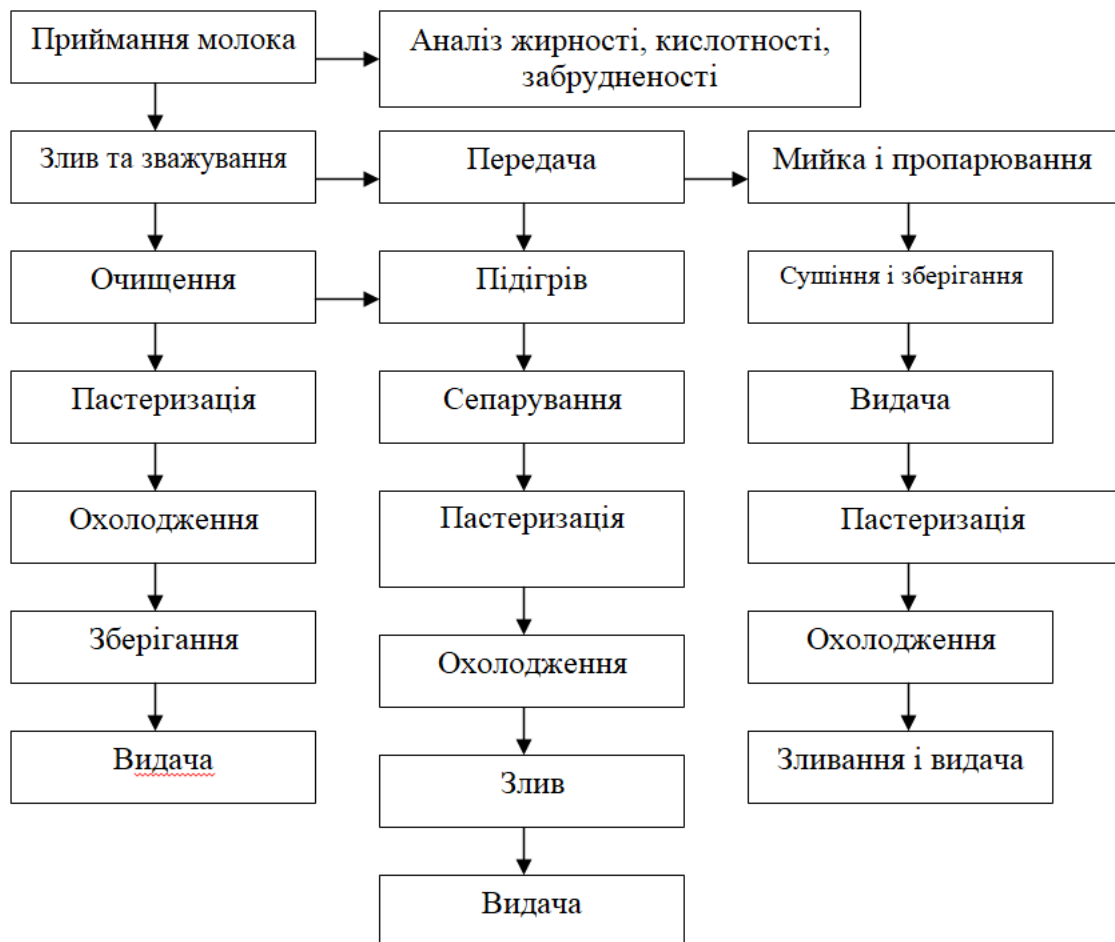 Приймання молока
Аналіз жирності, кислотності,
забрудненості
Злив та зважування
Передача
Мийка і пропарювання
Очищення
Підігрів
Сушіння і зберігання
Пастеризація
Сепарування
Видача
Охолодження
Пастеризація
Пастеризація
Зберігання
Охолодження
Охолодження
Видача
Злив
Зливання і видача
Видача